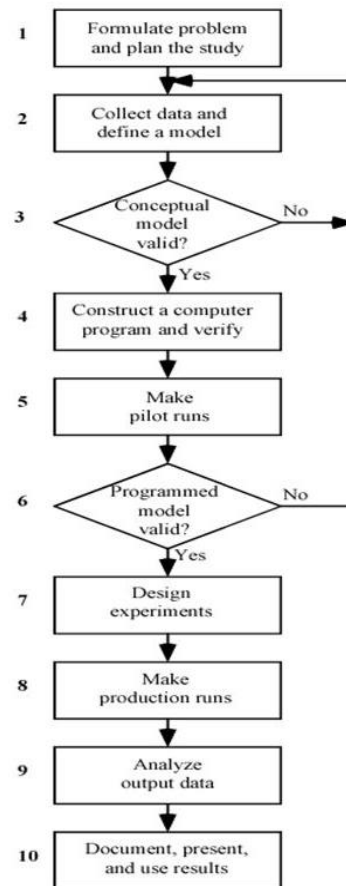 1
Formulate problem
and plan the study
2
Collect data and
define a model
3
Conceptual
model
valid?
No
Yes
4
Construct a computer
program and verify
5
Make
pilot runs
6
Programmed
model
valid?
No
Yes
7
Design
experiments
8
Make
production runs
9
Analyze
output data
10
Document, present,
and use results